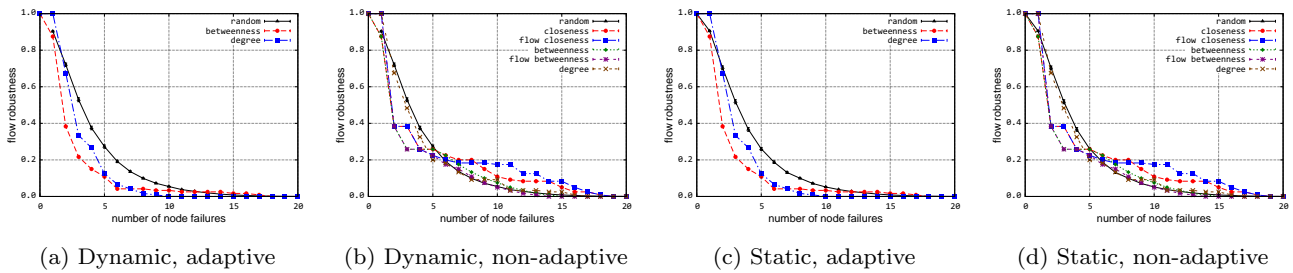 1.0
0.8
0.6
0.4
0.2
0.0
flow robustness
random
betweenness
degree
0
5
10
15
20
number of node failures
(a) Dynamic, adaptive
1.0
0.8
0.6
0.4
0.2
0.0
flow robustness
random
closeness
flow closeness
betweenness
flow betweenness
degree
0
5
10
15
20
number of node failures
(b) Dynamic, non-adaptive
1.0
0.8
0.6
0.4
0.2
0.0
flow robustness
random
betweenness
degree
0
5
10
15
20
number of node failures
(c) Static, adaptive
1.0
0.8
0.6
0.4
0.2
0.0
flow robustness
random
closeness
flow closeness
betweenness
flow betweenness
degree
0
5
10
15
20
number of node failures
(d) Static, non-adaptive